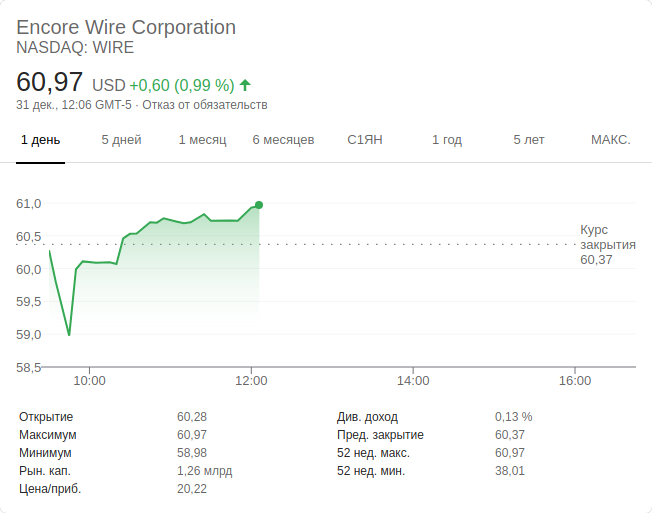 Encore Wire Corporation
NASDAQ: WIRE
60,97 USD +0,60 (0,99 %)
31 дек., 12:06 GMT-5 · Отказ от обязательств
1 день 5 дней 1 месяц 6 месяцев С1ЯН 1 год 5 лет МАКС.
61,0
60,5
60,0
59,5
59,0
58,5
Курс
закрытия
60,37
10:00 12:00 14:00 16:00
Открытие 60,28 Див. доход 0,13 %
Максимум 60,97 Пред. закрытие 60,37
Минимум 58,98 52 нед. макс. 60,97
Рын. кап. 1,26 млрд 52 нед. мин. 38,01
Цена/приб. 20,22